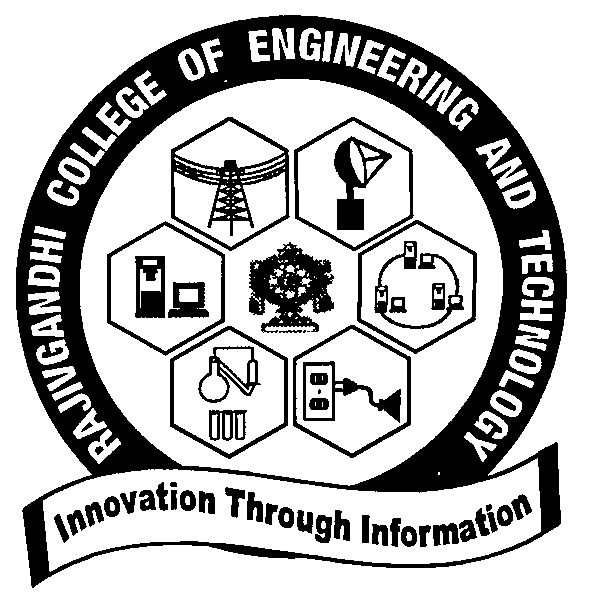 RAJIVGANDHI COLLEGE OF ENGINEERING AND TECHNOLOGY
Innovation Through Information